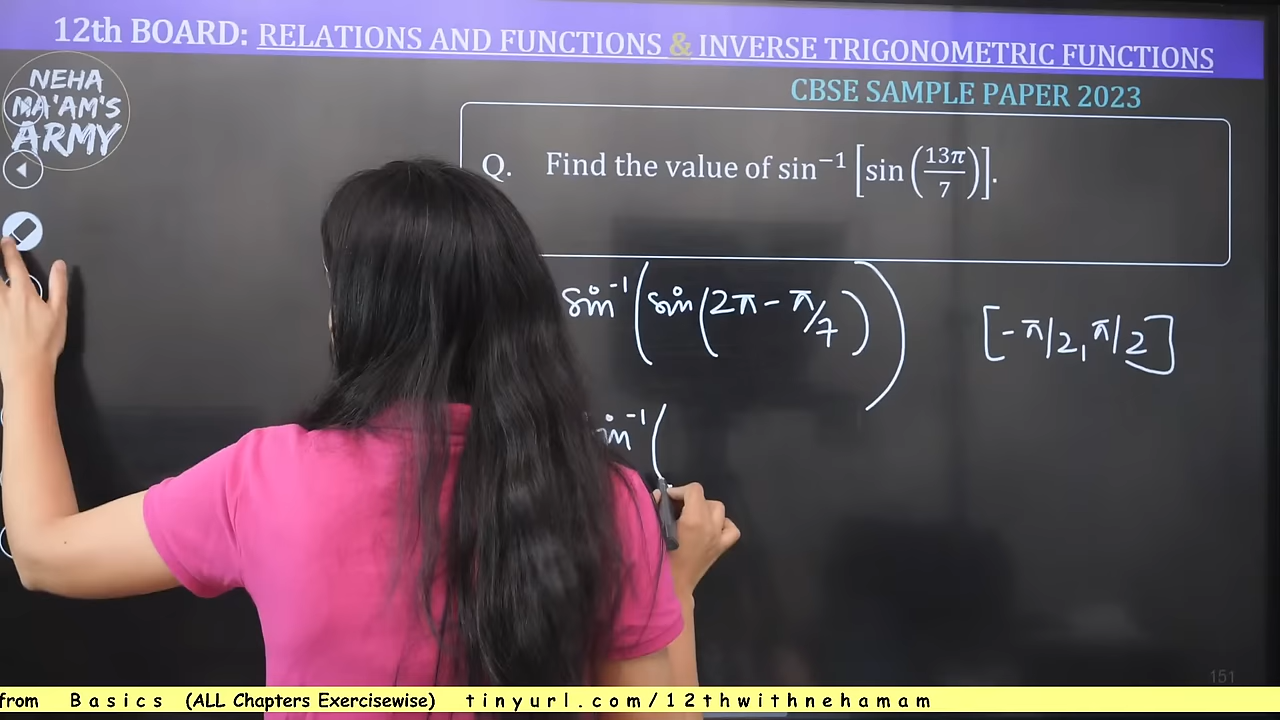 12th BOARD: RELATIONS AND FUNCTIONS & INVERSE TRIGONOMETRIC FUNCTIONS
NEHA
MA'AM'S
ARMY
CBSE SAMPLE PAPER 2023
Q. Find the value of sin⁻¹ [sin (13π/7)].
sin⁻¹(sin(2π - π/7))
[-π/2, π/2]
sin⁻¹(
151
from Basics (ALL Chapters Exercisewise) tinyurl.com/12thwithnehamam